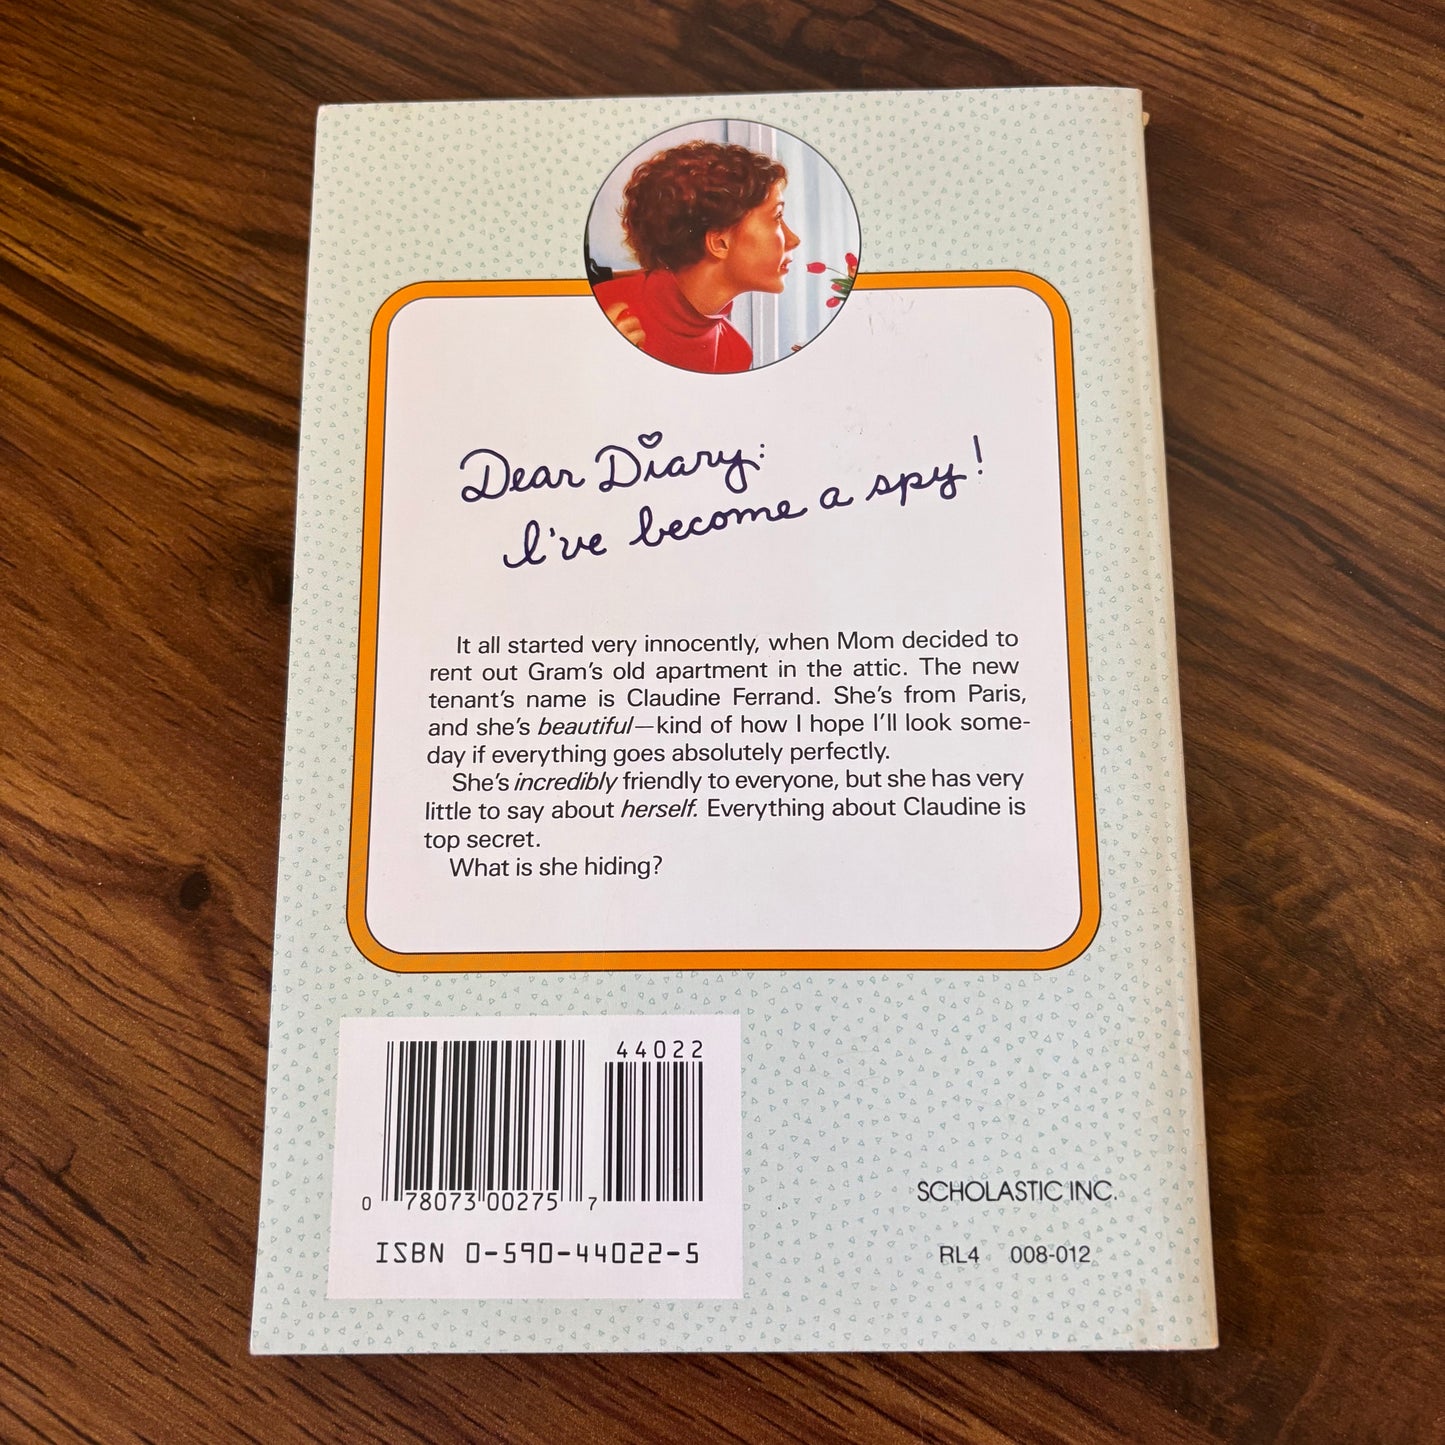 Dear Diary:
I've become a spy!
It all started very innocently, when Mom decided to
rent out Gram's old apartment in the attic. The new
tenant's name is Claudine Ferrand. She's from Paris,
and she's beautiful—kind of how I hope I'll look some-
day if everything goes absolutely perfectly.
She's incredibly friendly to everyone, but she has very
little to say about herself. Everything about Claudine is
top secret.
What is she hiding?
44022
0 78073 00275 7
ISBN 0-590-44022-5
SCHOLASTIC INC.
RL4 008-012